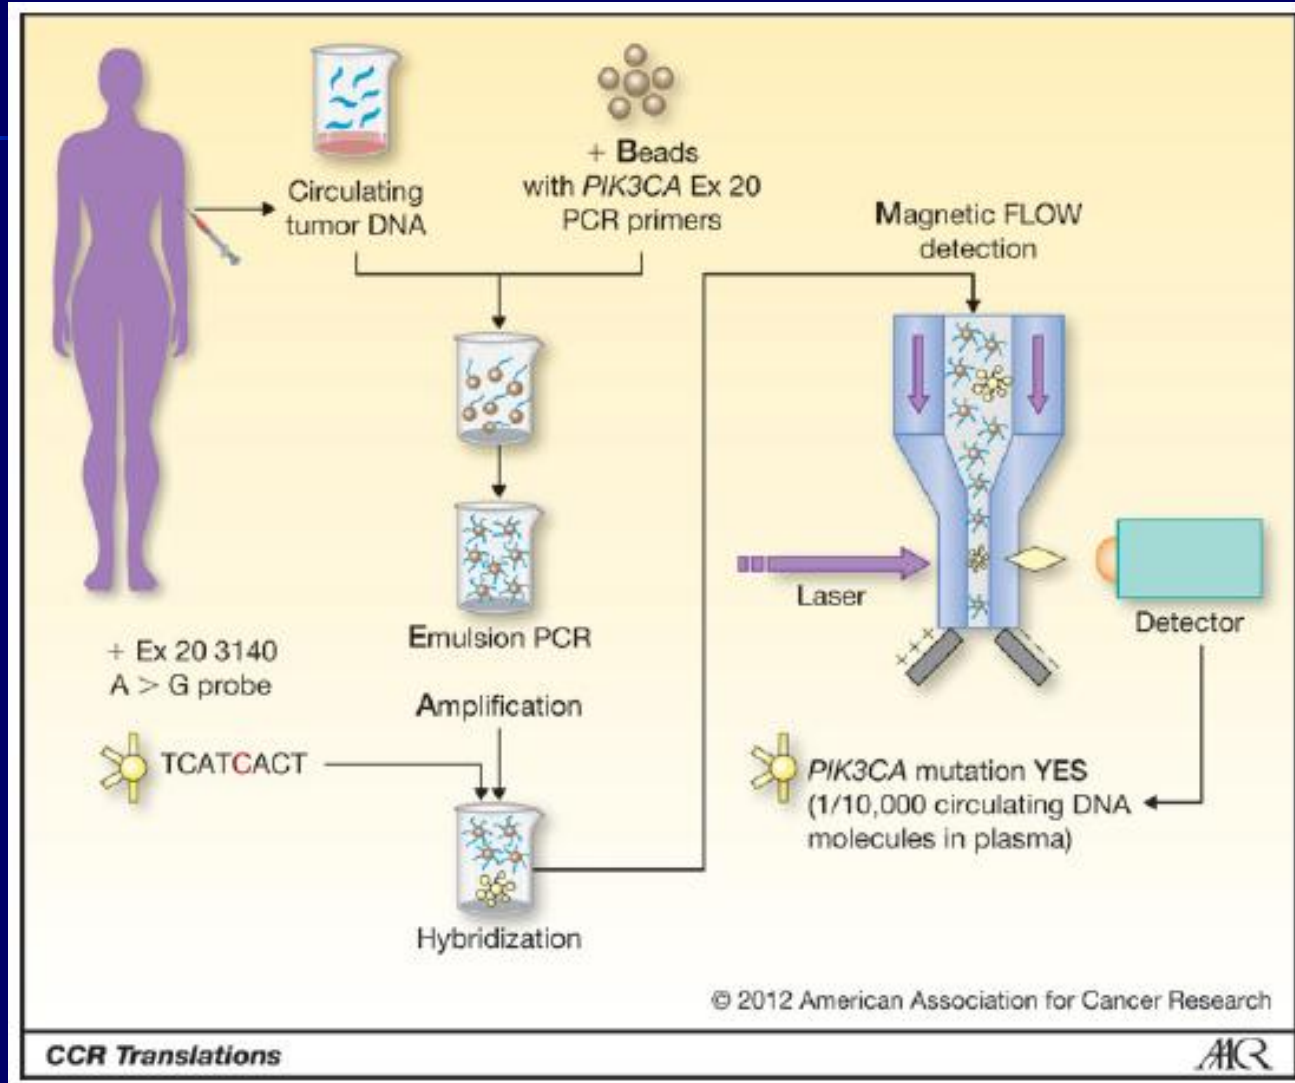 Circulating
tumor DNA
+ Beads
with PIK3CA Ex 20
PCR primers
Magnetic FLOW
detection
Emulsion PCR
Laser
Detector
+ Ex 20 3140
A > G probe
Amplification
TCATCACT
PIK3CA mutation YES
(1/10,000 circulating DNA
molecules in plasma)
Hybridization
© 2012 American Association for Cancer Research
CCR Translations
AACR